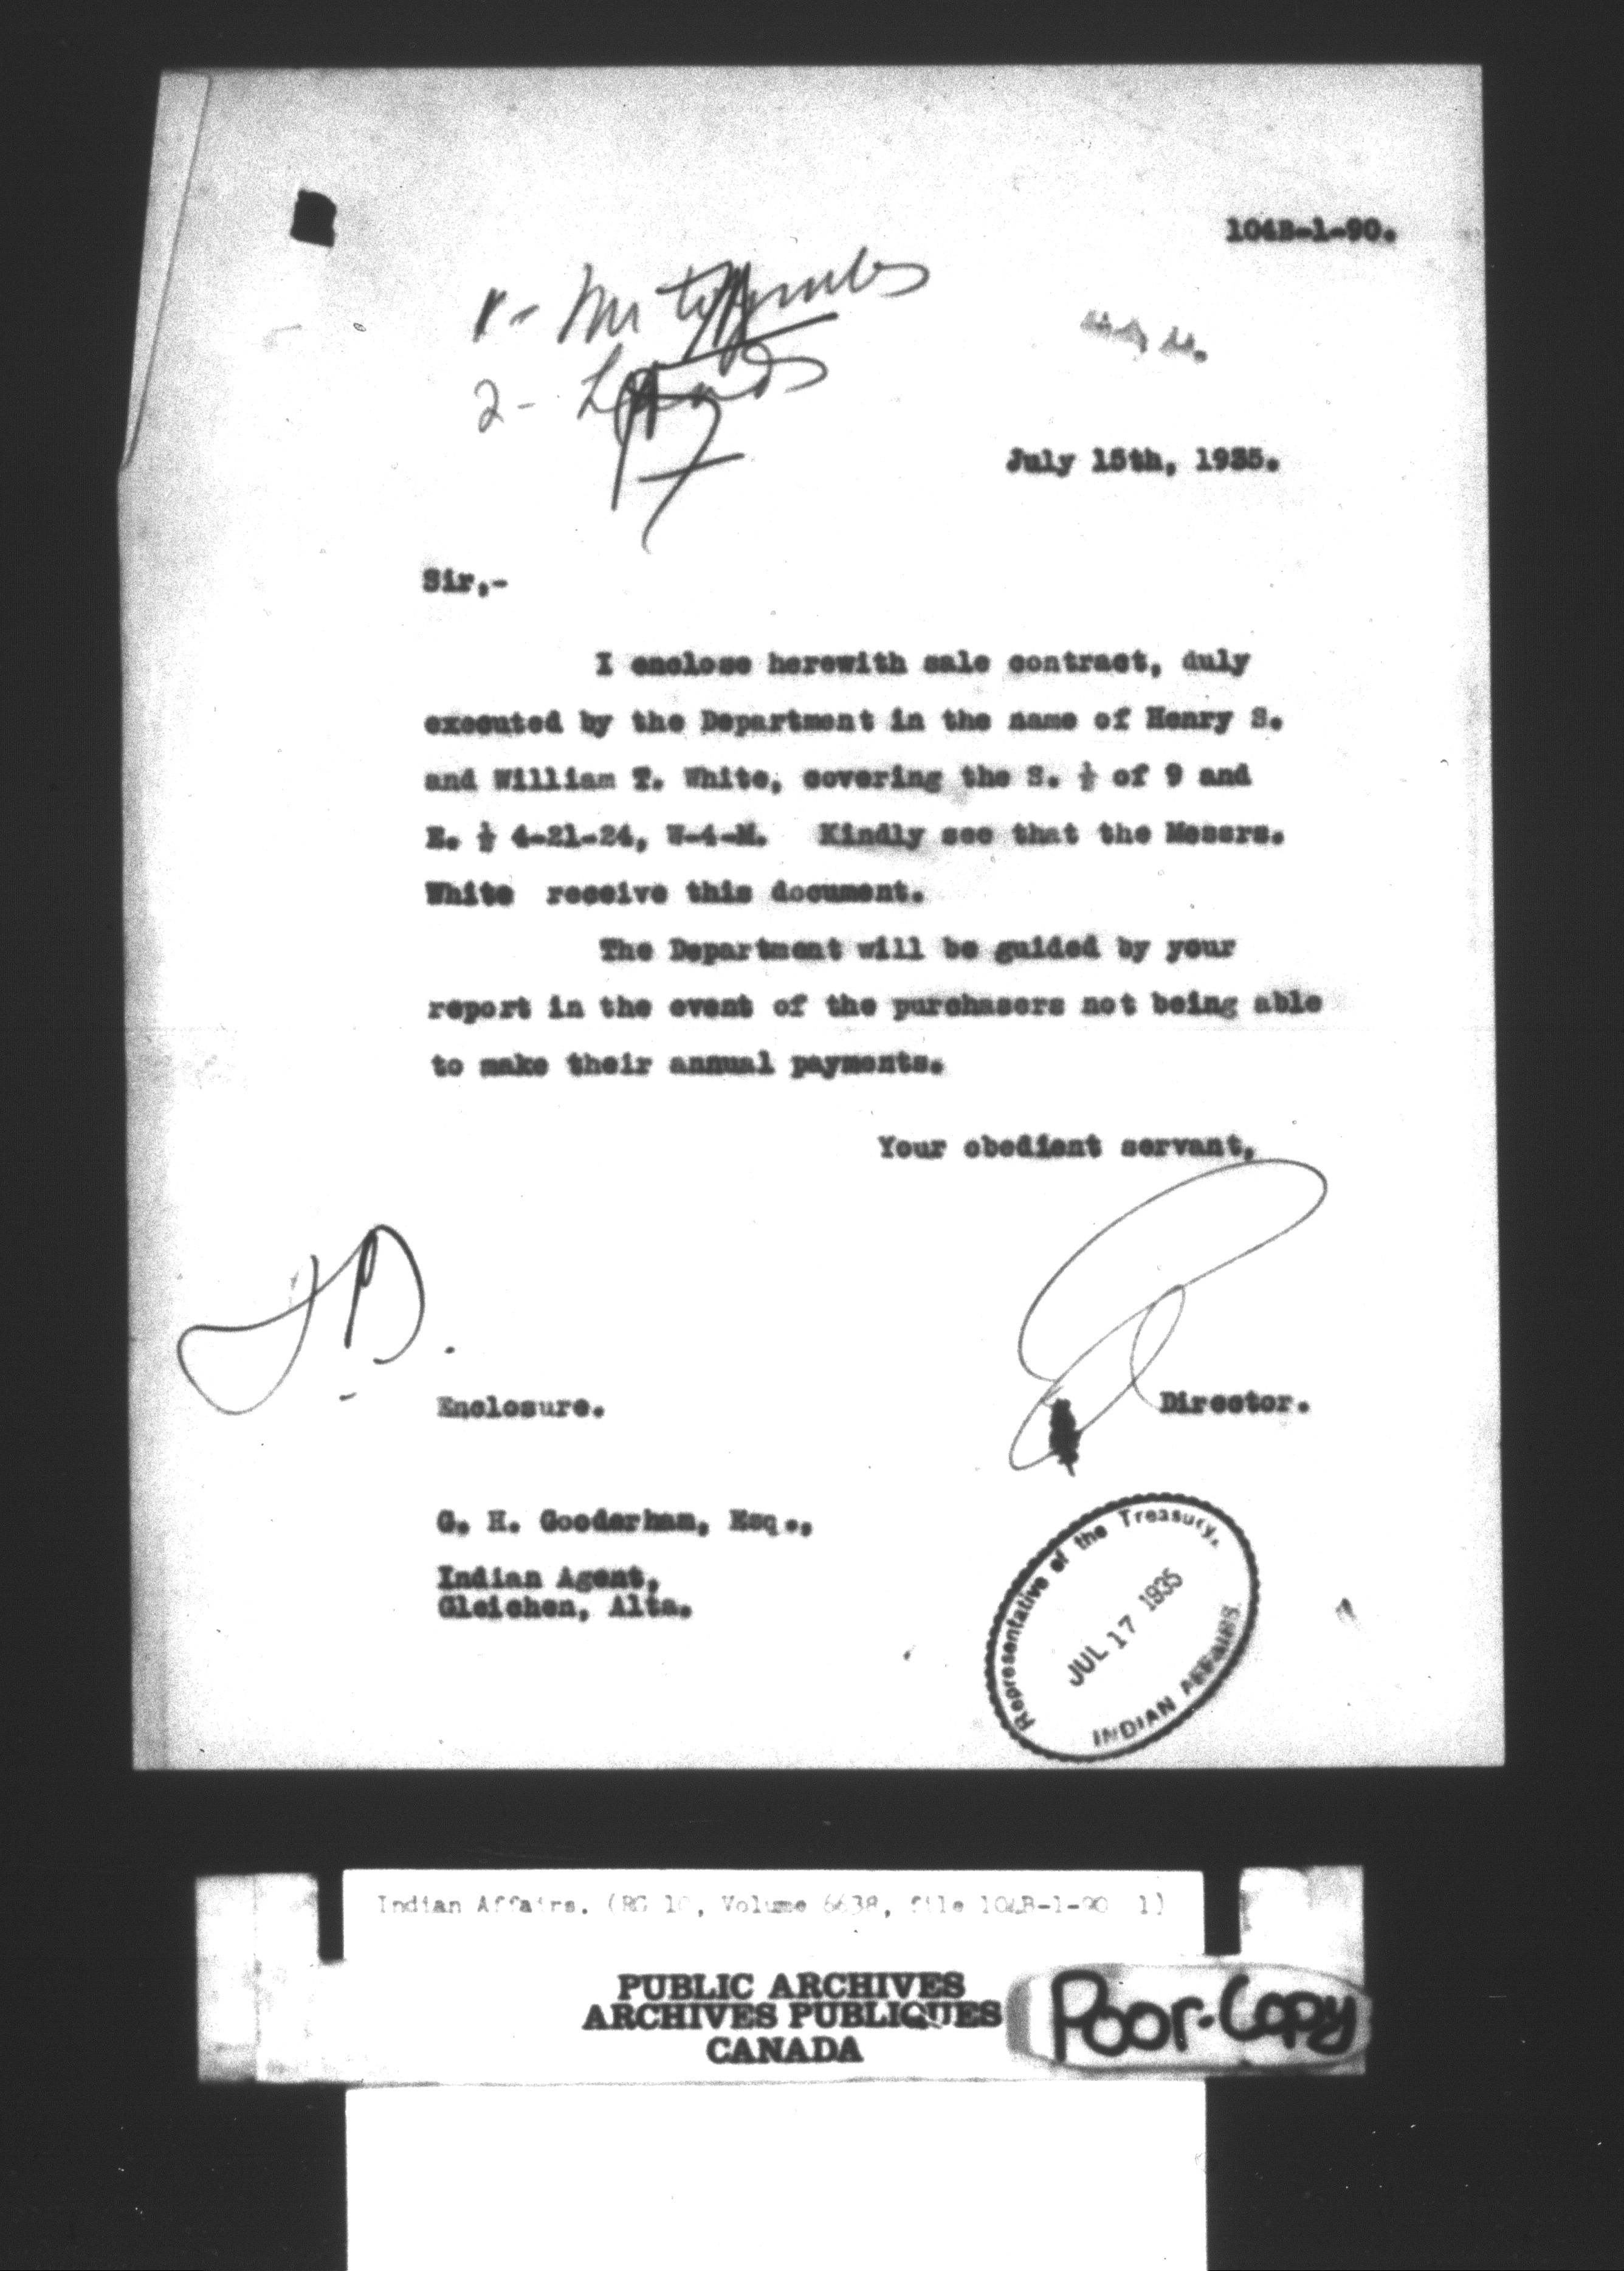 104B-1-90.
1- Mr
2- Lands
July 15th, 1935.
Sir,-
I enclose herewith sale contract, duly
executed by the Department in the name of Henry S.
and William T. White, covering the S. ½ of 9 and
E. ½ 4-21-24, W-4-M. Kindly see that the Messrs.
White receive this document.
The Department will be guided by your
report in the event of the purchasers not being able
to make their annual payments.
Your obedient servant,
Enclosure.
Director.
G. H. Gooderham, Esq.,
Indian Agent,
Gleichen, Alta.
Representative of the Treasury,
JUL 17 1935
INDIAN AFFAIRS.
Indian Affairs. (RG 10, Volume 6638, file 104B-1-90 1)
PUBLIC ARCHIVES
ARCHIVES PUBLIQUES
CANADA
Poor-Copy